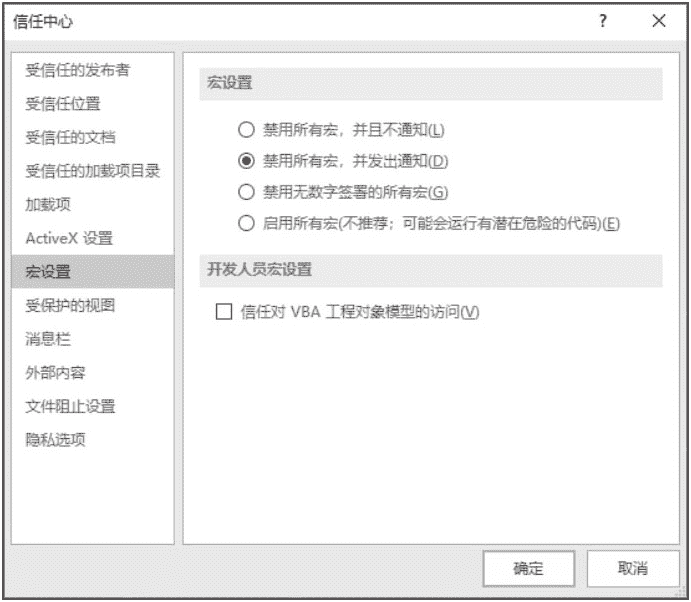 信任中心
?
受信任的发布者
受信任位置
受信任的文档
受信任的加载项目录
加载项
ActiveX 设置
宏设置
受保护的视图
消息栏
外部内容
文件阻止设置
隐私选项
宏设置
禁用所有宏，并且不通知(L)
禁用所有宏，并发出通知(D)
禁用无数字签署的所有宏(G)
启用所有宏(不推荐；可能会运行有潜在危险的代码)(E)
开发人员宏设置
信任对 VBA 工程对象模型的访问(V)
确定
取消